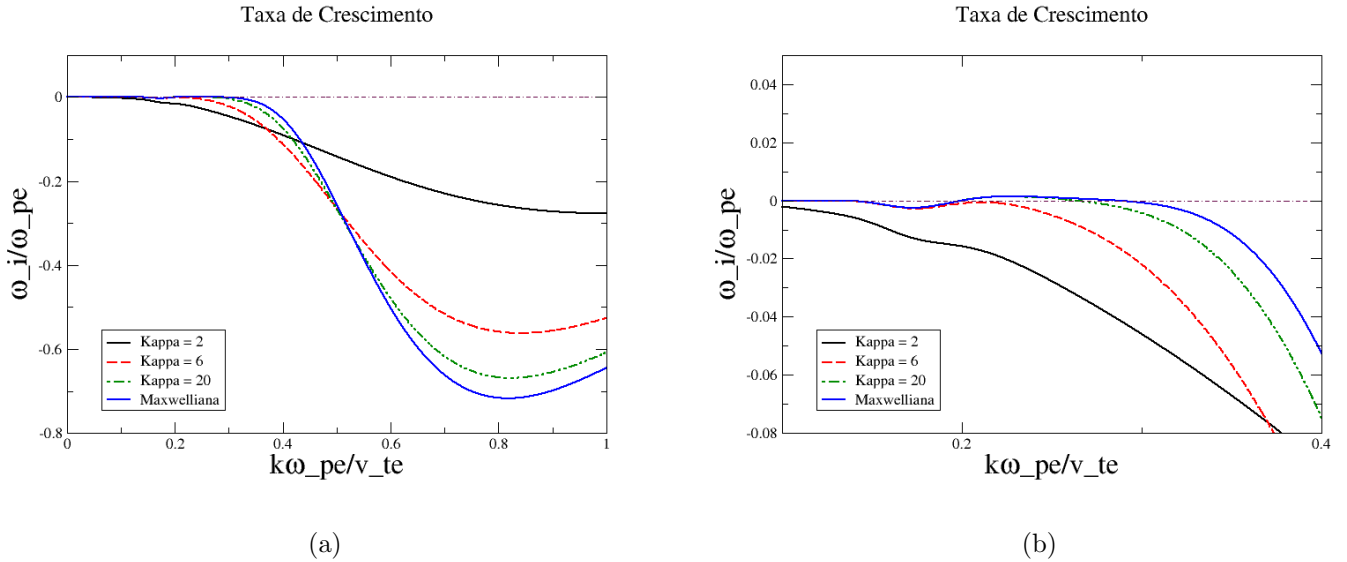 Taxa de Crescimento
0
-0.2
-0.4
-0.6
-0.8
ω_i/ω_pe
Kappa = 2
Kappa = 6
Kappa = 20
Maxwelliana
0
0.2
0.4
0.6
0.8
1
kω_pe/v_te
(a)
Taxa de Crescimento
0.04
0.02
0
-0.02
-0.04
-0.06
-0.08
ω_i/ω_pe
Kappa = 2
Kappa = 6
Kappa = 20
Maxwelliana
0.2
0.4
kω_pe/v_te
(b)